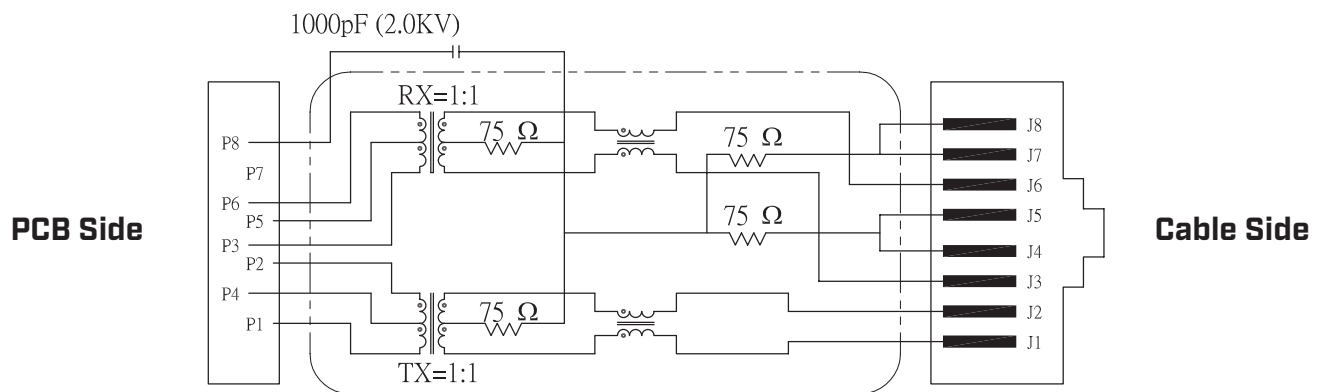 1000pF (2.0KV)
RX=1:1
75 Ω
75 Ω
75 Ω
75 Ω
TX=1:1
PCB Side
P8
P7
P6
P5
P3
P2
P4
P1
J8
J7
J6
J5
J4
J3
J2
J1
Cable Side